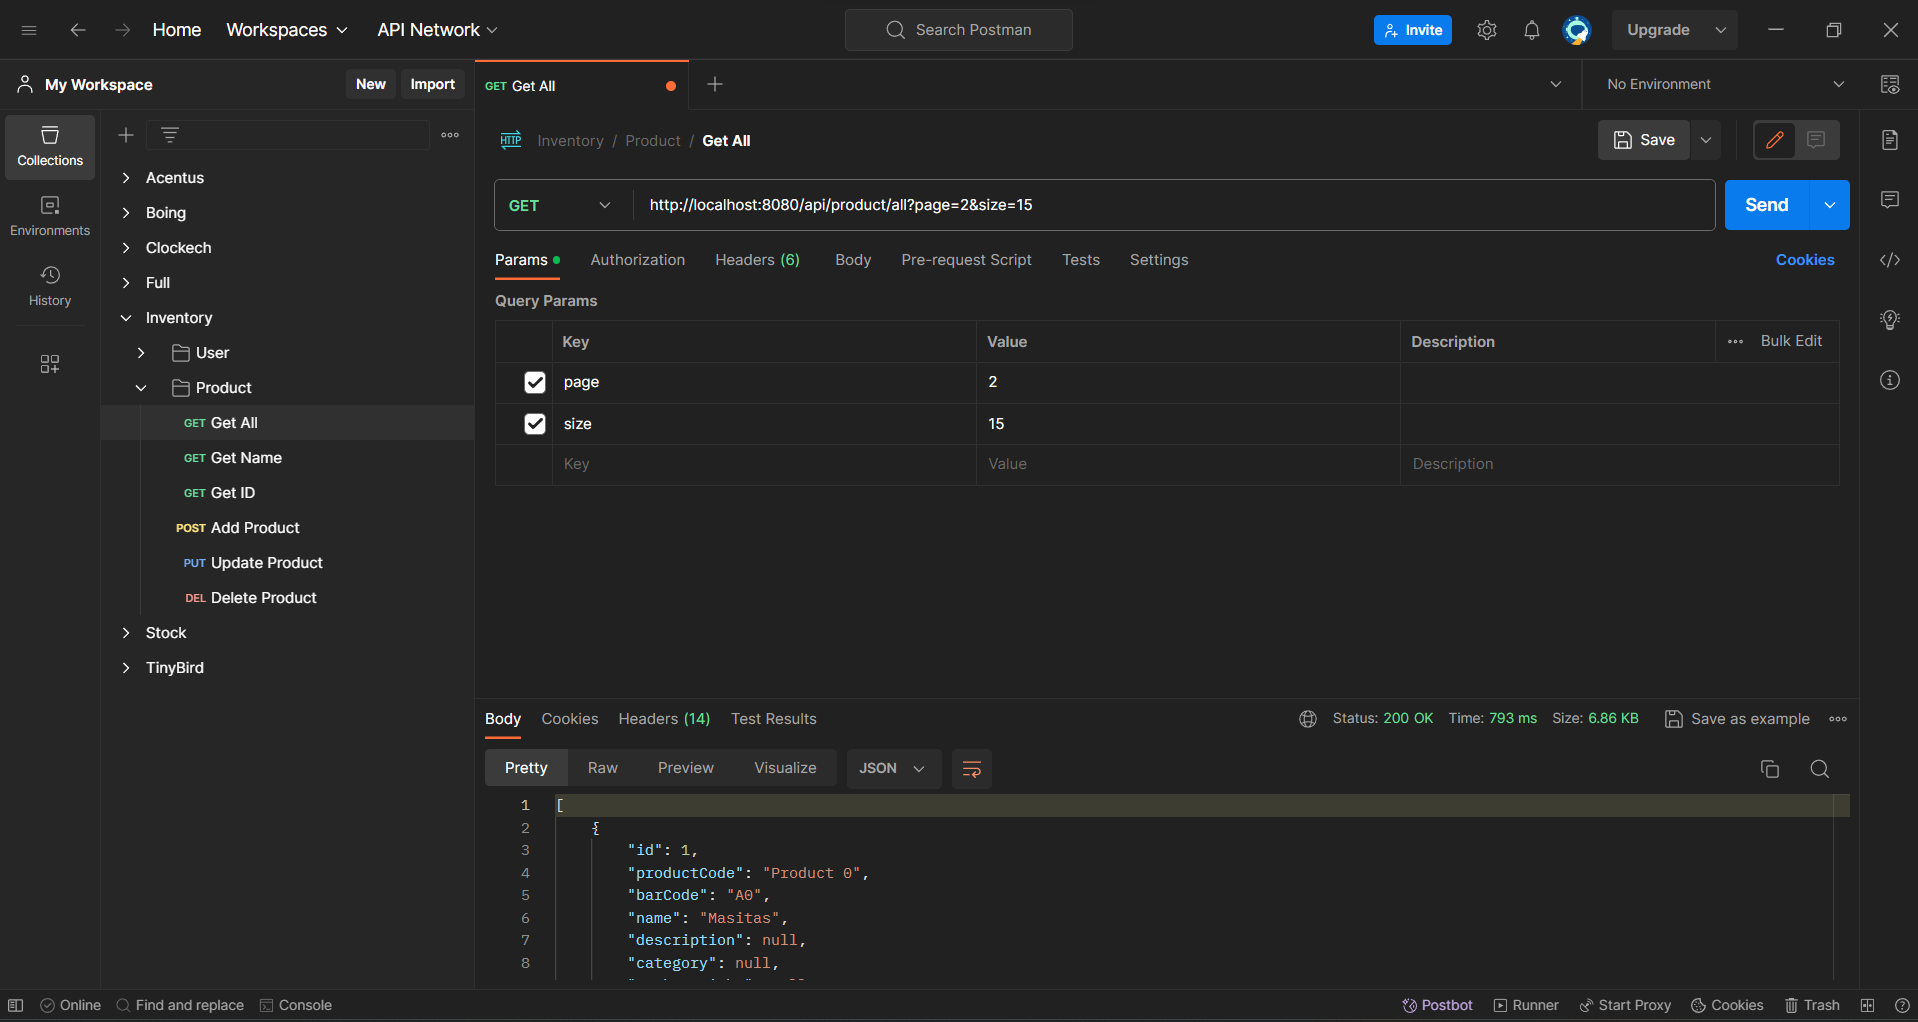 Home Workspaces API Network Search Postman Invite Upgrade
My Workspace New Import GET Get All No Environment
Collections
Environments
History
Acentus
Boing
Clockech
Full
Inventory
User
Product
GET Get All
GET Get Name
GET Get ID
POST Add Product
PUT Update Product
DEL Delete Product
Stock
TinyBird
HTTP Inventory / Product / Get All Save
GET http://localhost:8080/api/product/all?page=2&size=15 Send
Params Authorization Headers (6) Body Pre-request Script Tests Settings Cookies
Query Params
Key Value Description Bulk Edit
page 2
size 15
Key Value Description
Body Cookies Headers (14) Test Results Status: 200 OK Time: 793 ms Size: 6.86 KB Save as example
Pretty Raw Preview Visualize JSON
1 [
2 {
3 "id": 1,
4 "productCode": "Product 0",
5 "barCode": "A0",
6 "name": "Masitas",
7 "description": null,
8 "category": null,
Online Find and replace Console Postbot Runner Start Proxy Cookies Trash